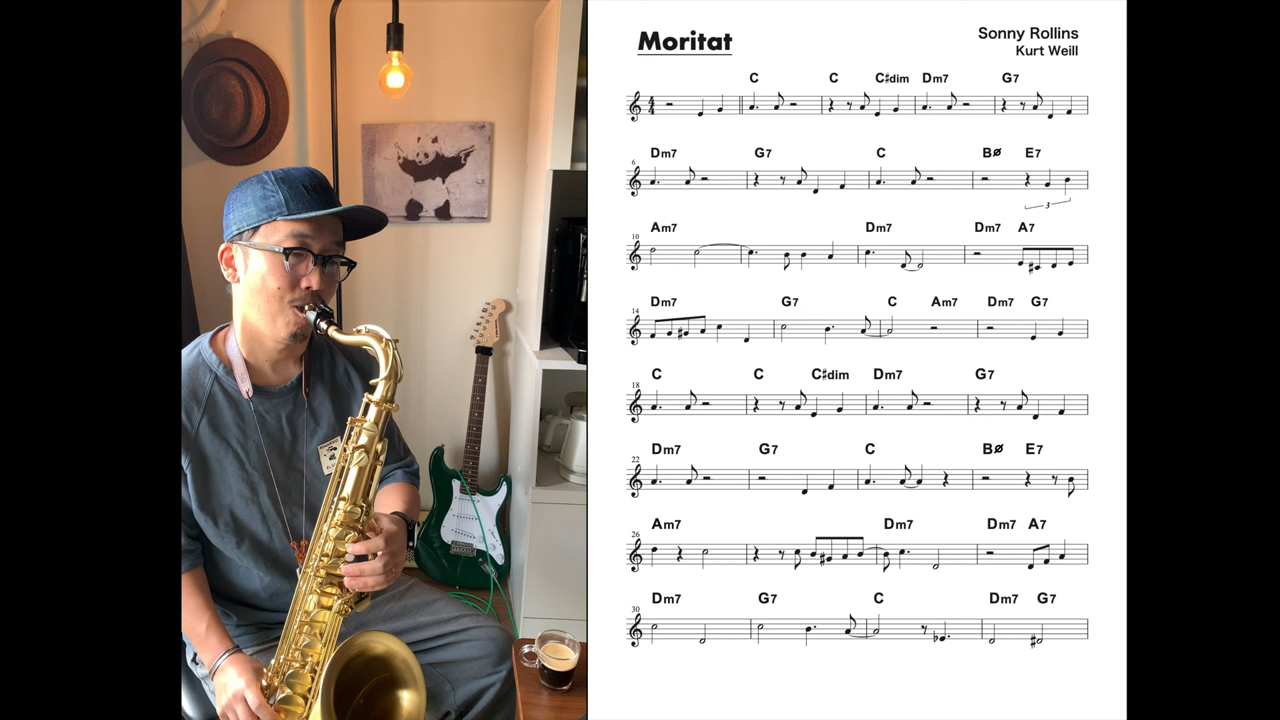 Moritat
Sonny Rollins
Kurt Weill
C C C♯dim Dm7 G7
Dm7 G7 C BØ E7
6
3
Am7 Dm7 Dm7 A7
10
Dm7 G7 C Am7 Dm7 G7
14
C C C♯dim Dm7 G7
18
Dm7 G7 C BØ E7
22
Am7 Dm7 Dm7 A7
26
Dm7 G7 C Dm7 G7
30